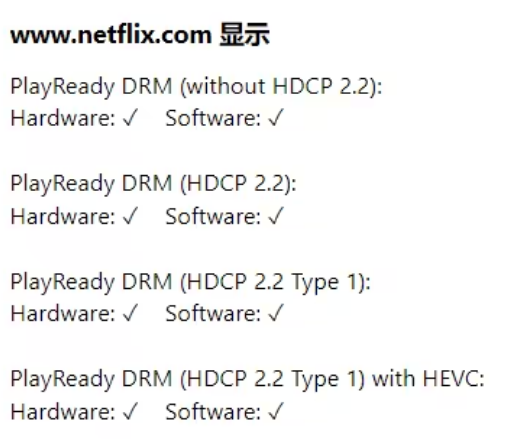 www.netflix.com 显示
PlayReady DRM (without HDCP 2.2):
Hardware: ✓ Software: ✓
PlayReady DRM (HDCP 2.2):
Hardware: ✓ Software: ✓
PlayReady DRM (HDCP 2.2 Type 1):
Hardware: ✓ Software: ✓
PlayReady DRM (HDCP 2.2 Type 1) with HEVC:
Hardware: ✓ Software: ✓